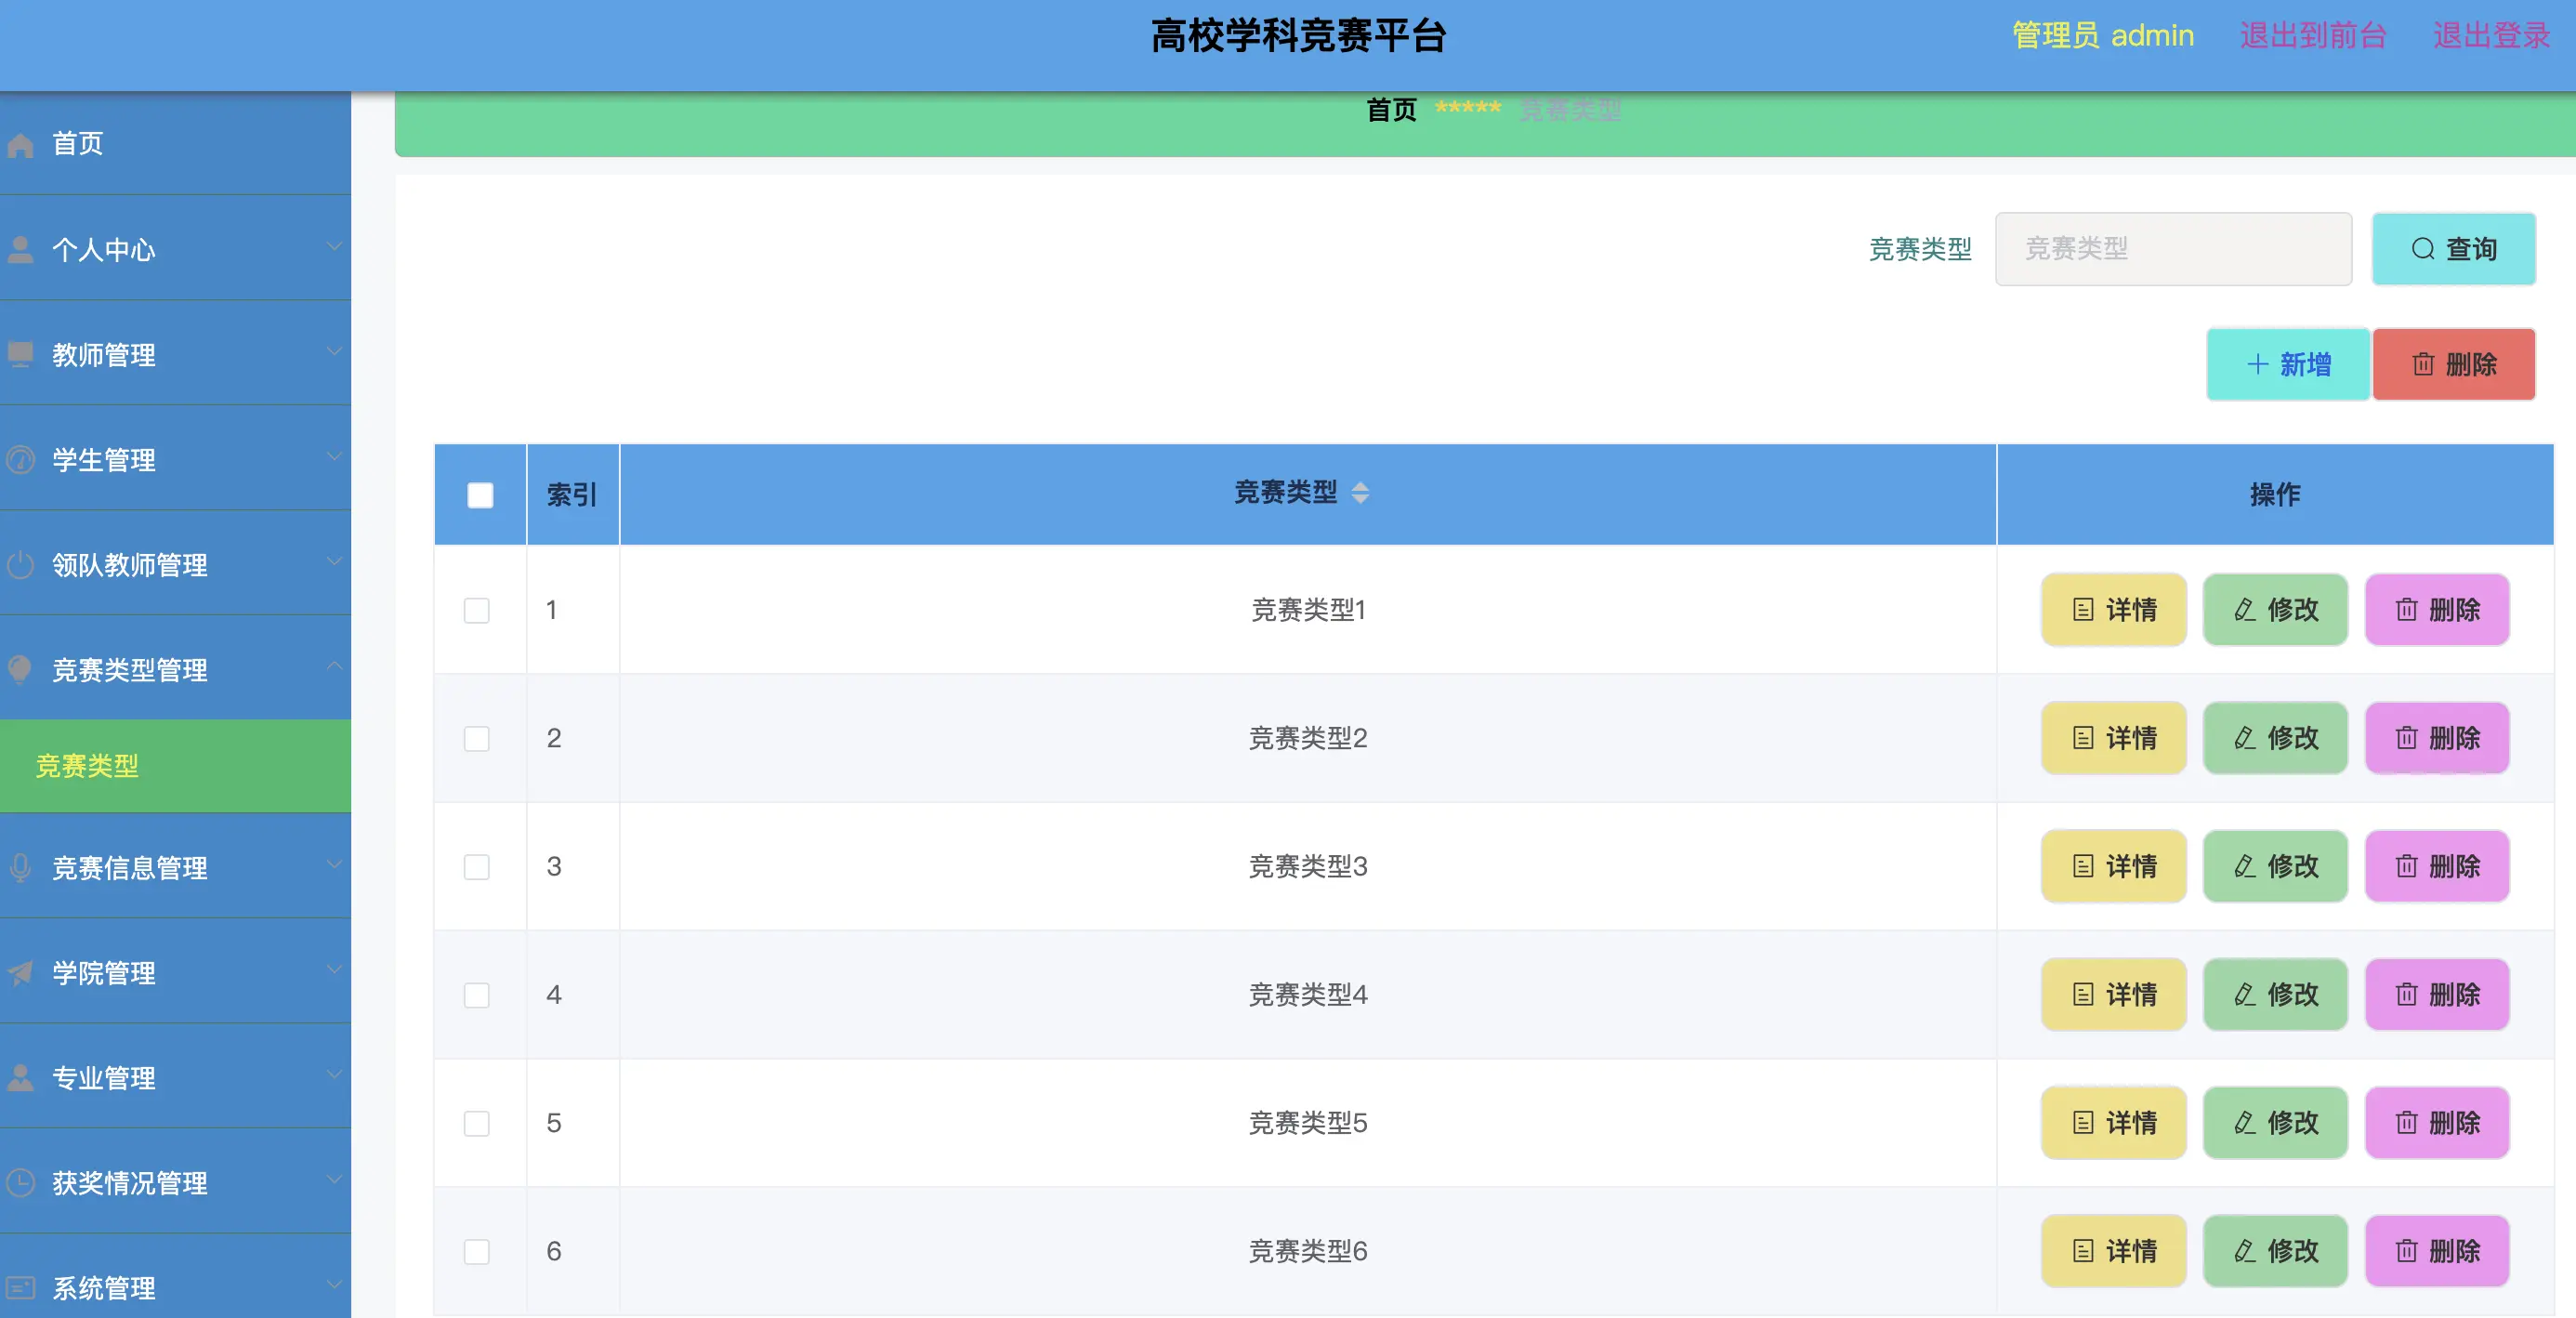 高校学科竞赛平台
管理员 admin 退出到前台 退出登录
首页 ***** 竞赛类型
首页
个人中心
教师管理
学生管理
领队教师管理
竞赛类型管理
竞赛类型
竞赛信息管理
学院管理
专业管理
获奖情况管理
系统管理
竞赛类型 竞赛类型 查询
新增 删除
索引 竞赛类型 操作
1 竞赛类型1 详情 修改 删除
2 竞赛类型2 详情 修改 删除
3 竞赛类型3 详情 修改 删除
4 竞赛类型4 详情 修改 删除
5 竞赛类型5 详情 修改 删除
6 竞赛类型6 详情 修改 删除